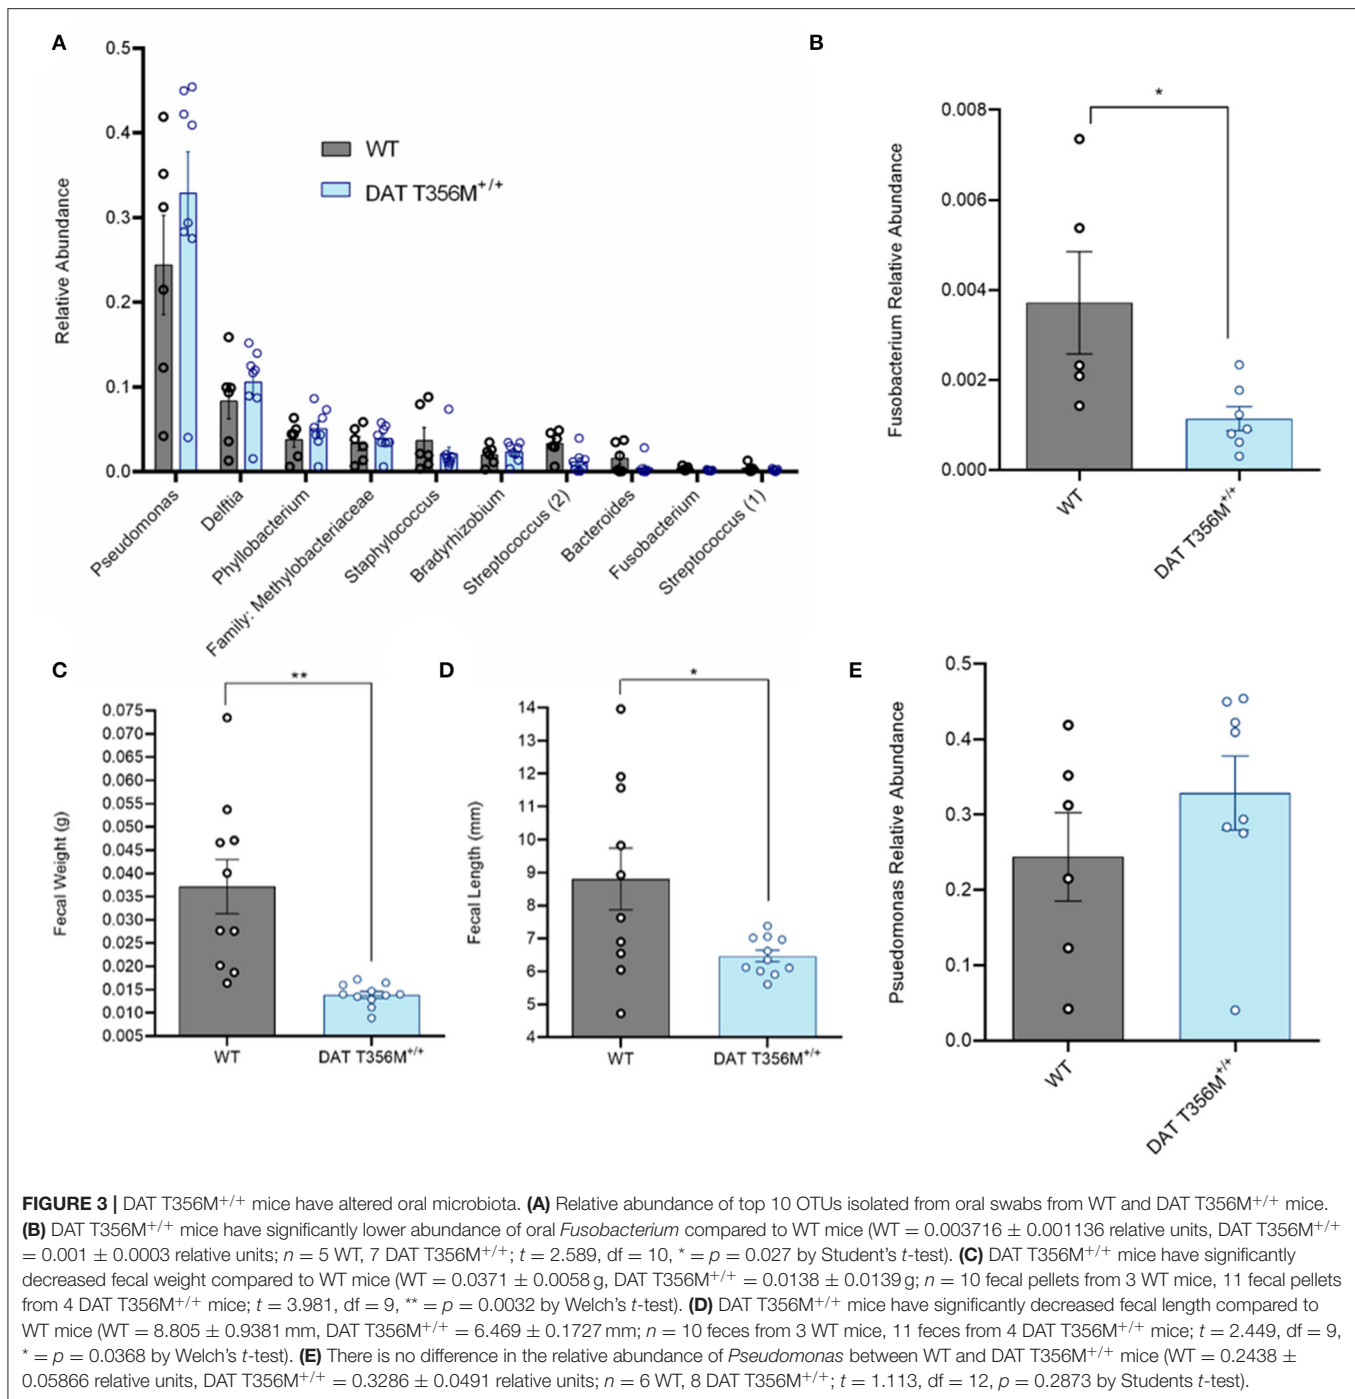 A
0.5
0.4
0.3
0.2
0.1
0.0
Relative Abundance
WT
DAT T356M+/+
Pseudomonas
Delftia
Phyllobacterium
Family: Methylobacteriaceae
Staphylococcus
Bradyrhizobium
Streptococcus (2)
Bacteroides
Fusobacterium
Streptococcus (1)
B
0.008
0.006
0.004
0.002
0.000
Fusobacterium Relative Abundance
*
WT
DAT T356M+/+
C
**
0.075
0.070
0.065
0.060
0.055
0.050
0.045
0.040
0.035
0.030
0.025
0.020
0.015
0.010
0.005
Fecal Weight (g)
WT
DAT T356M+/+
D
*
14
13
12
11
10
9
8
7
6
5
4
Fecal Length (mm)
WT
DAT T356M+/+
E
0.5
0.4
0.3
0.2
0.1
0.0
Psuedomonas Relative Abundance
WT
DAT T356M+/+
FIGURE 3 | DAT T356M+/+ mice have altered oral microbiota. (A) Relative abundance of top 10 OTUs isolated from oral swabs from WT and DAT T356M+/+ mice.
(B) DAT T356M+/+ mice have significantly lower abundance of oral Fusobacterium compared to WT mice (WT = 0.003716 ± 0.001136 relative units, DAT T356M+/+
= 0.001 ± 0.0003 relative units; n = 5 WT, 7 DAT T356M+/+; t = 2.589, df = 10, * = p = 0.027 by Student's t-test). (C) DAT T356M+/+ mice have significantly
decreased fecal weight compared to WT mice (WT = 0.0371 ± 0.0058 g, DAT T356M+/+ = 0.0138 ± 0.0139 g; n = 10 fecal pellets from 3 WT mice, 11 fecal pellets
from 4 DAT T356M+/+ mice; t = 3.981, df = 9, ** = p = 0.0032 by Welch's t-test). (D) DAT T356M+/+ mice have significantly decreased fecal length compared to
WT mice (WT = 8.805 ± 0.9381 mm, DAT T356M+/+ = 6.469 ± 0.1727 mm; n = 10 feces from 3 WT mice, 11 feces from 4 DAT T356M+/+ mice; t = 2.449, df = 9,
* = p = 0.0368 by Welch's t-test). (E) There is no difference in the relative abundance of Pseudomonas between WT and DAT T356M+/+ mice (WT = 0.2438 ±
0.05866 relative units, DAT T356M+/+ = 0.3286 ± 0.0491 relative units; n = 6 WT, 8 DAT T356M+/+; t = 1.113, df = 12, p = 0.2873 by Students t-test).